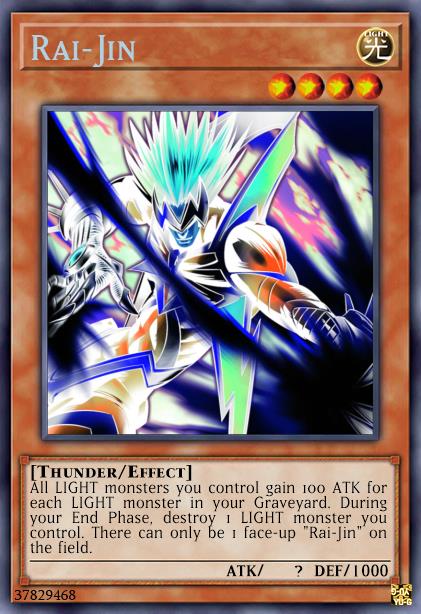 Rai-Jin
LIGHT
光
[Thunder/Effect]
All LIGHT monsters you control gain 100 ATK for
each LIGHT monster in your Graveyard. During
your End Phase, destroy 1 LIGHT monster you
control. There can only be 1 face-up "Rai-Jin" on
the field.
ATK/ ? DEF/1000
37829468